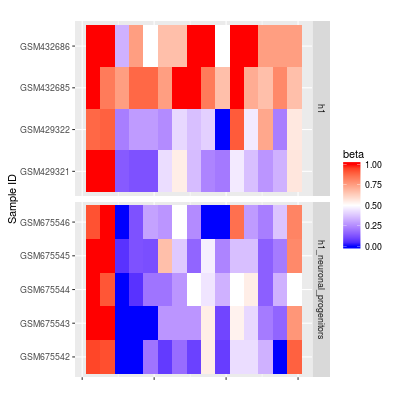 Sample ID
GSM432686
GSM432685
GSM429322
GSM429321
h1
GSM675546
GSM675545
GSM675544
GSM675543
GSM675542
h1_neuronal_progenitors
beta
1.00
0.75
0.50
0.25
0.00